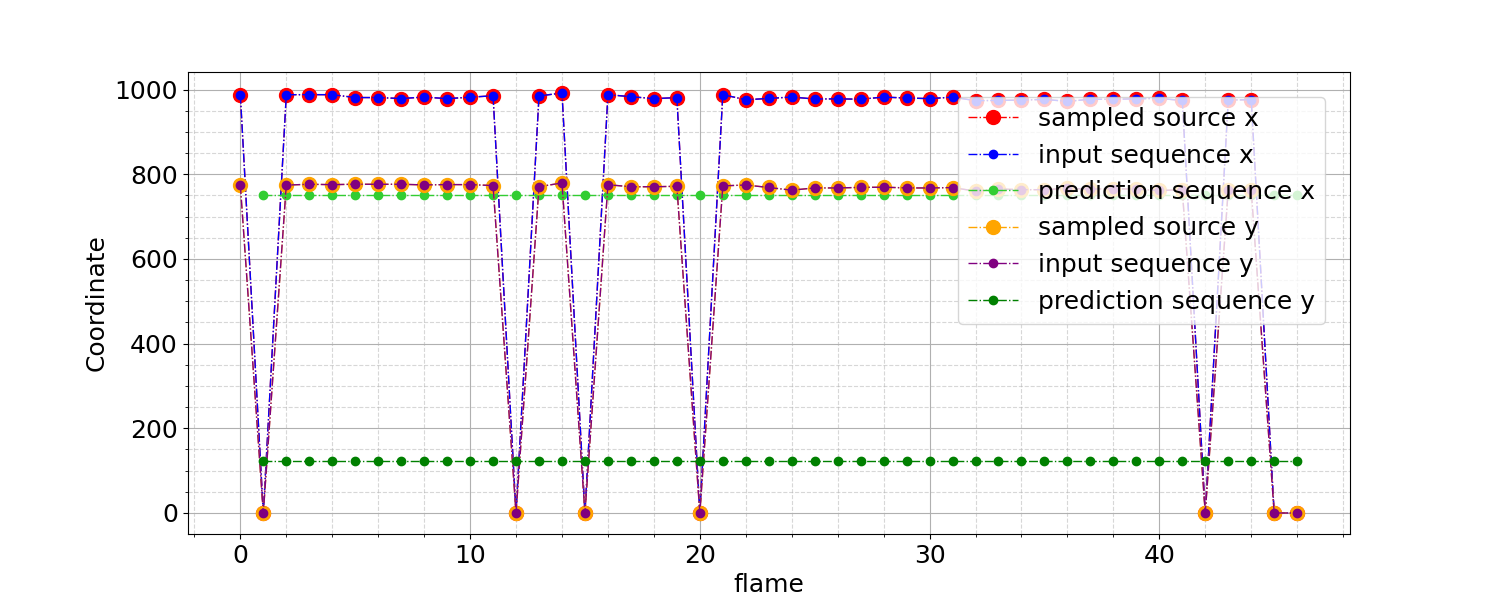 1000
800
600
400
200
0
Coordinate
0 10 20 30 40
flame
sampled source x
input sequence x
prediction sequence x
sampled source y
input sequence y
prediction sequence y